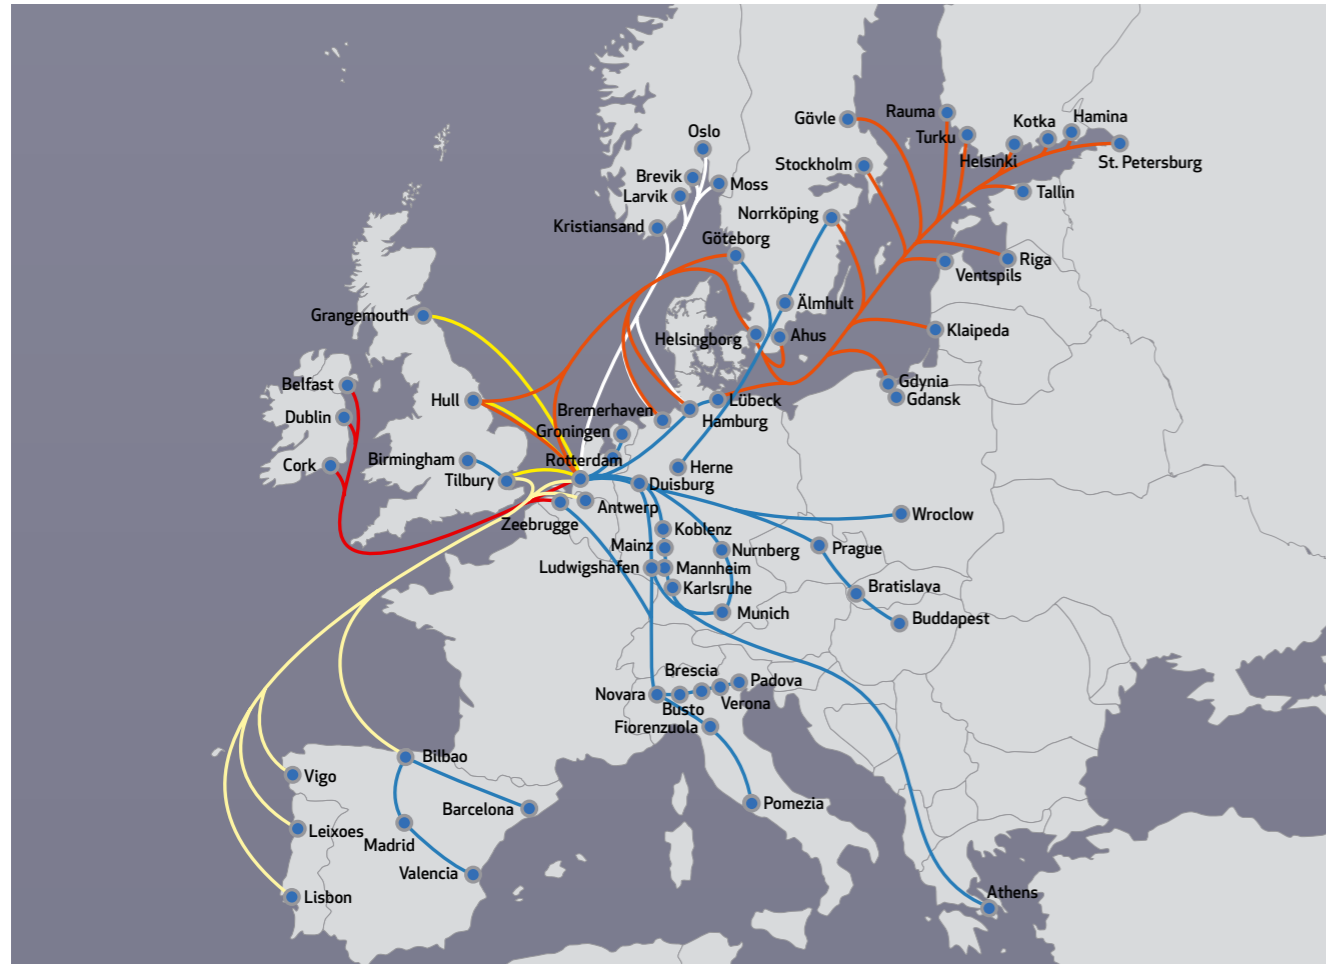 Rauma
Hamina
Gävle
Kotka
Oslo
Turku
Helsinki
St. Petersburg
Stockholm
Brevik
Moss
Tallin
Larvik
Norrköping
Kristiansand
Göteborg
Riga
Ventspils
Älmhult
Grangemouth
Klaipeda
Helsingborg
Ahus
Belfast
Gdynia
Hull
Lübeck
Gdansk
Dublin
Bremerhaven
Hamburg
Groningen
Birmingham
Rotterdam
Cork
Herne
Tilbury
Duisburg
Antwerp
Wroclow
Zeebrugge
Koblenz
Mainz
Nurnberg
Prague
Ludwigshafen
Mannheim
Karlsruhe
Bratislava
Munich
Buddapest
Brescia
Padova
Novara
Verona
Busto
Fiorenzuola
Bilbao
Vigo
Pomezia
Barcelona
Leixoes
Madrid
Valencia
Athens
Lisbon